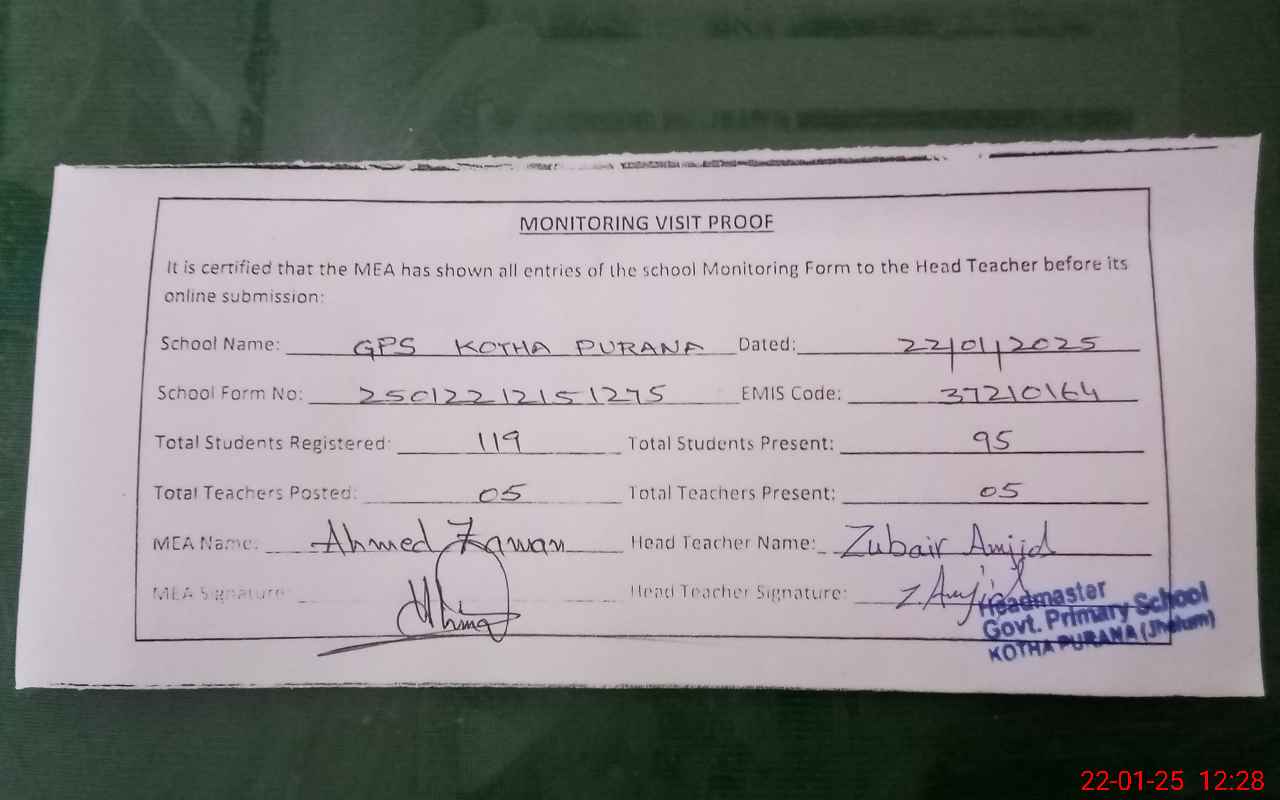 MONITORING VISIT PROOF
It is certified that the MEA has shown all entries of the school Monitoring Form to the Head Teacher before its
online submission:
School Name: GPS KOTHA PURANA Dated: 22/01/2025
School Form No: 25012212151275 EMIS Code: 37210164
Total Students Registered: 119 Total Students Present: 95
Total Teachers Posted: 05 Total Teachers Present: 05
MEA Name: Ahmed Zaman Head Teacher Name: Zubair Amjid
MEA Signature: Head Teacher Signature: Z. Amjid
Headmaster
Govt. Primary School
KOTHA PURANA (Jhelum)
22-01-25 12:28